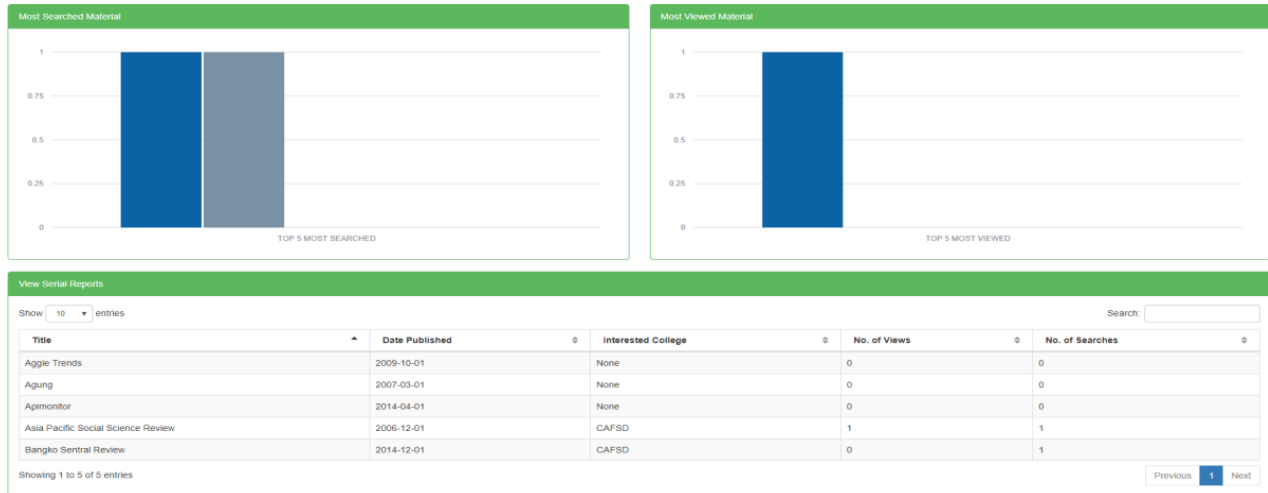 Most Searched Material
1
0.75
0.5
0.25
0
TOP 5 MOST SEARCHED
Most Viewed Material
1
0.75
0.5
0.25
0
TOP 5 MOST VIEWED
View Serial Reports
Show 10 entries
Search:
Title Date Published Interested College No. of Views No. of Searches
Aggie Trends 2009-10-01 None 0 0
Agung 2007-03-01 None 0 0
Apimonitor 2014-04-01 None 0 0
Asia Pacific Social Science Review 2006-12-01 CAFSD 1 1
Bangko Sentral Review 2014-12-01 CAFSD 0 1
Showing 1 to 5 of 5 entries
Previous 1 Next